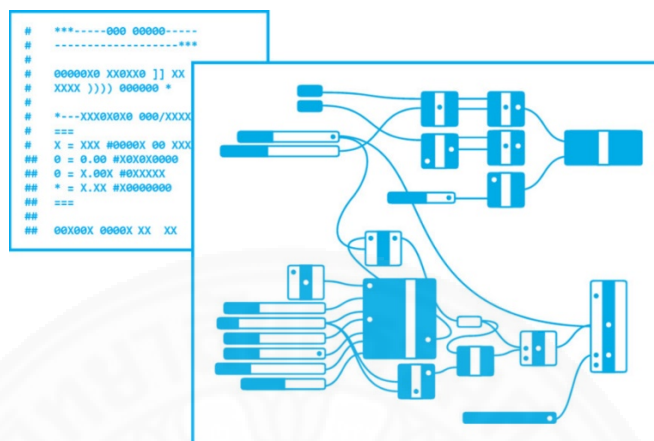 # ***-----000 00000-----
# --------------------***
#
# 00000X0 XX0XX0 ]] XX
# XXXX )))) 000000 *
#
# *---XXX0X0X0 000/XXXX
# ===
# X = XXX #0000X 00 XXX
## 0 = 0.00 #X0X0X0000
## 0 = X.00X #0XXXXX
## * = X.XX #X0000000
## ===
##
## 00X00X 0000X XX XX